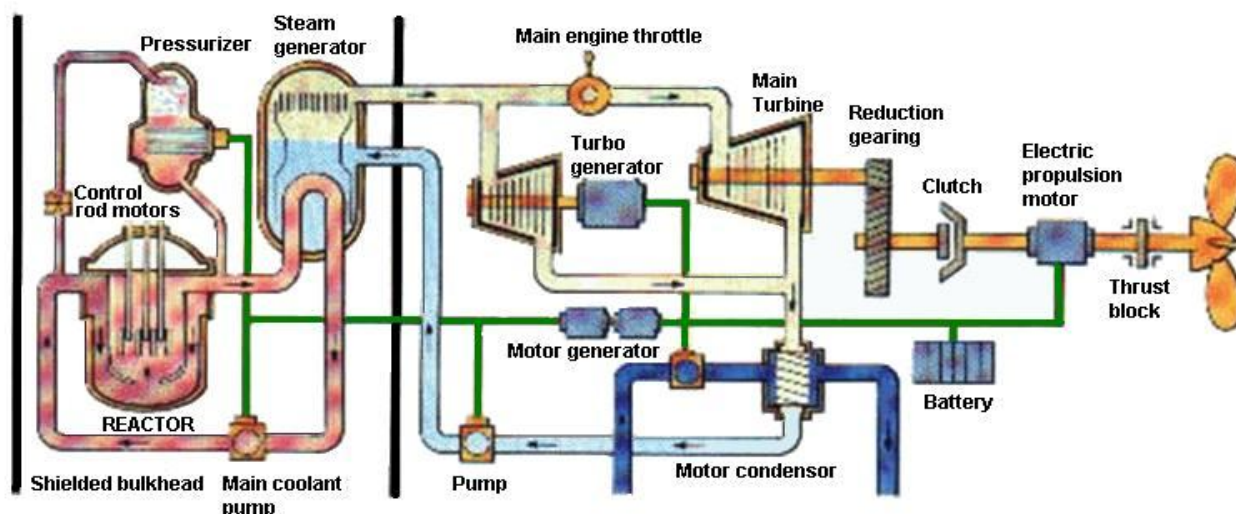 Pressurizer
Steam
generator
Main engine throttle
Main
Turbine
Reduction
gearing
Turbo
generator
Clutch
Electric
propulsion
motor
Control
rod motors
Thrust
block
Motor generator
Battery
REACTOR
Motor condensor
Shielded bulkhead
Main coolant
pump
Pump